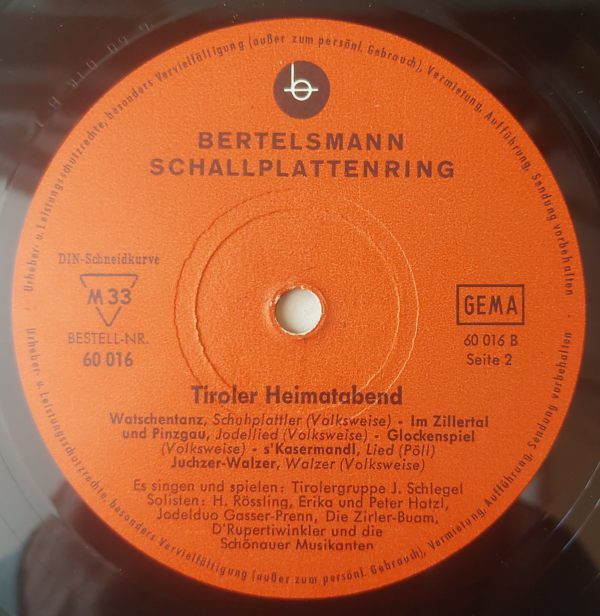 Urheber- u. Leistungsschutzrechte, besonders Vervielfältigung (außer zum persönl. Gebrauch), Vermietung, Aufführung, Sendung vorbehalten
b
BERTELSMANN
SCHALLPLATTENRING
DIN-Schneidkurve
M 33
BESTELL-NR.
60 016
GEMA
60 016 B
Seite 2
Tiroler Heimatabend
Watschentanz, Schuhplattler (Volksweise) - Im Zillertal
und Pinzgau, Jodellied (Volksweise) - Glockenspiel
(Volksweise) - s'Kasermandl, Lied (Pöll)
Juchzer-Walzer, Walzer (Volksweise)
Es singen und spielen: Tirolergruppe J. Schlegel
Solisten: H. Rössling, Erika und Peter Hatzl,
Jodelduo Gasser-Prenn, Die Zirler-Buam,
D'Rupertiwinkler und die
Schönauer Musikanten
Urheber- u. Leistungsschutzrechte, besonders Vervielfältigung (außer zum persönl. Gebrauch), Vermietung, Aufführung, Sendung vorbehalten